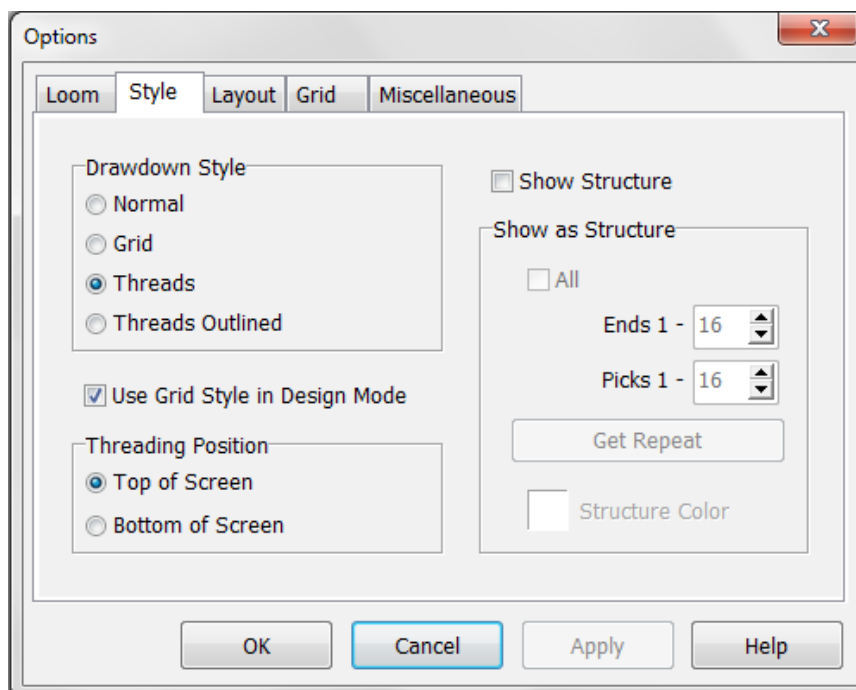 Options
Loom Style Layout Grid Miscellaneous
Drawdown Style
Normal
Grid
Threads
Threads Outlined
Use Grid Style in Design Mode
Threading Position
Top of Screen
Bottom of Screen
Show Structure
Show as Structure
All
Ends 1 - 16
Picks 1 - 16
Get Repeat
Structure Color
OK Cancel Apply Help